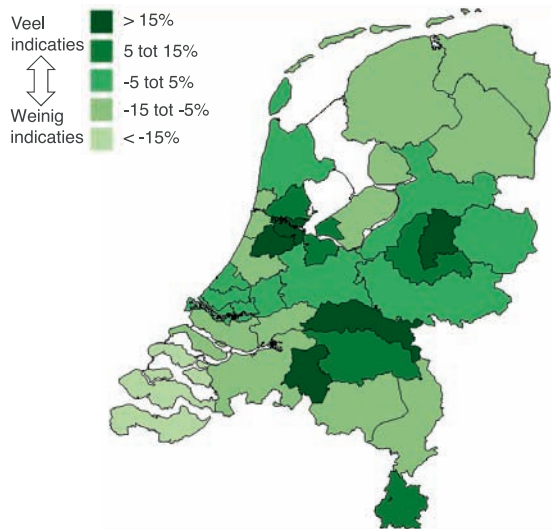 Veel
indicaties
Weinig
indicaties
> 15%
5 tot 15%
-5 tot 5%
-15 tot -5%
< -15%